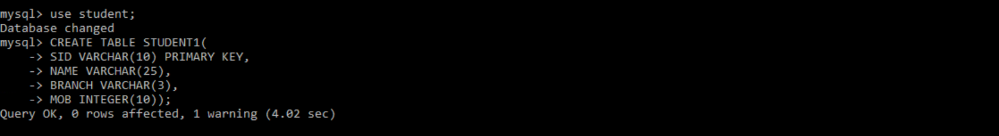 mysql> use student;
Database changed
mysql> CREATE TABLE STUDENT1(
    -> SID VARCHAR(10) PRIMARY KEY,
    -> NAME VARCHAR(25),
    -> BRANCH VARCHAR(3),
    -> MOB INTEGER(10));
Query OK, 0 rows affected, 1 warning (4.02 sec)